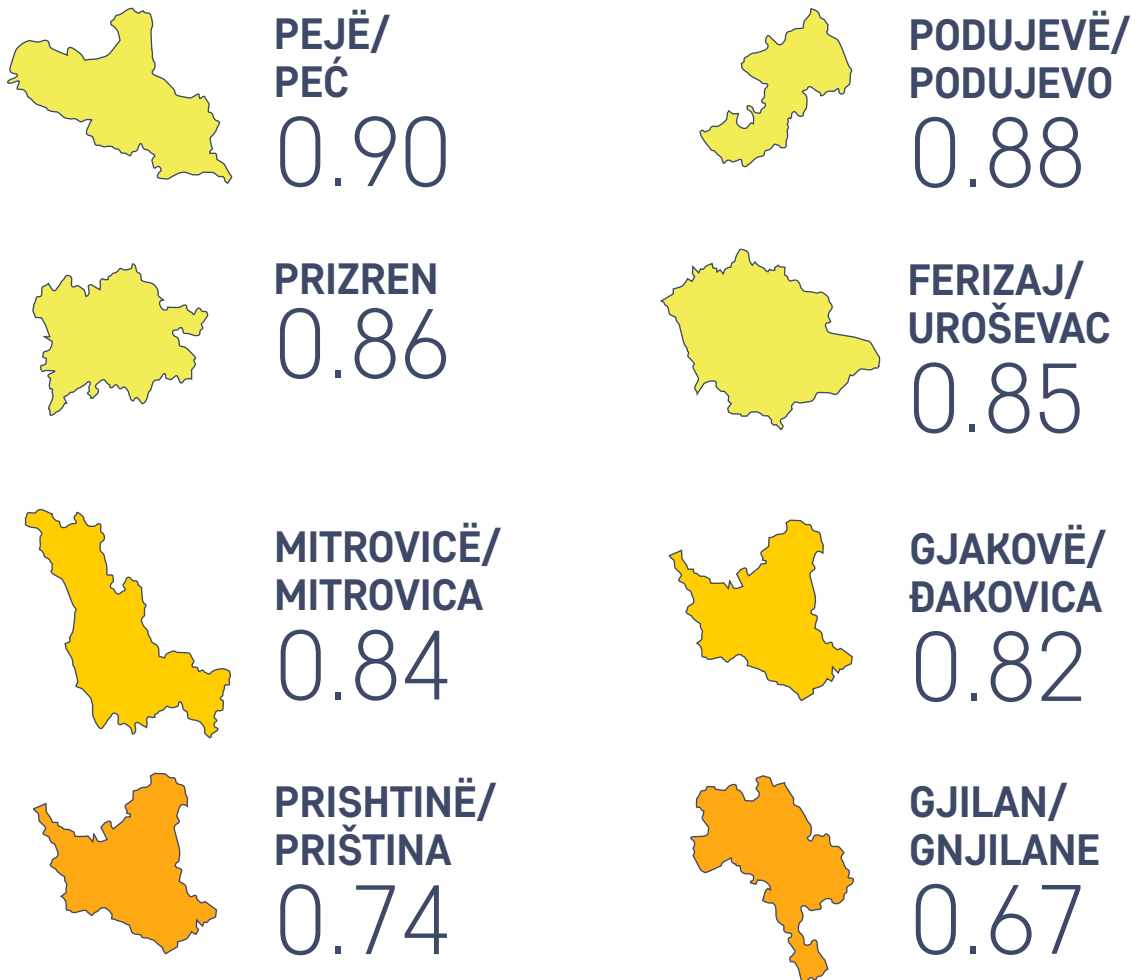 PEJË/
PEĆ
0.90
PODUJEVË/
PODUJEVO
0.88
PRIZREN
0.86
FERIZAJ/
UROŠEVAC
0.85
MITROVICË/
MITROVICA
0.84
GJAKOVË/
ĐAKOVICA
0.82
PRISHTINË/
PRIŠTINA
0.74
GJILAN/
GNJILANE
0.67